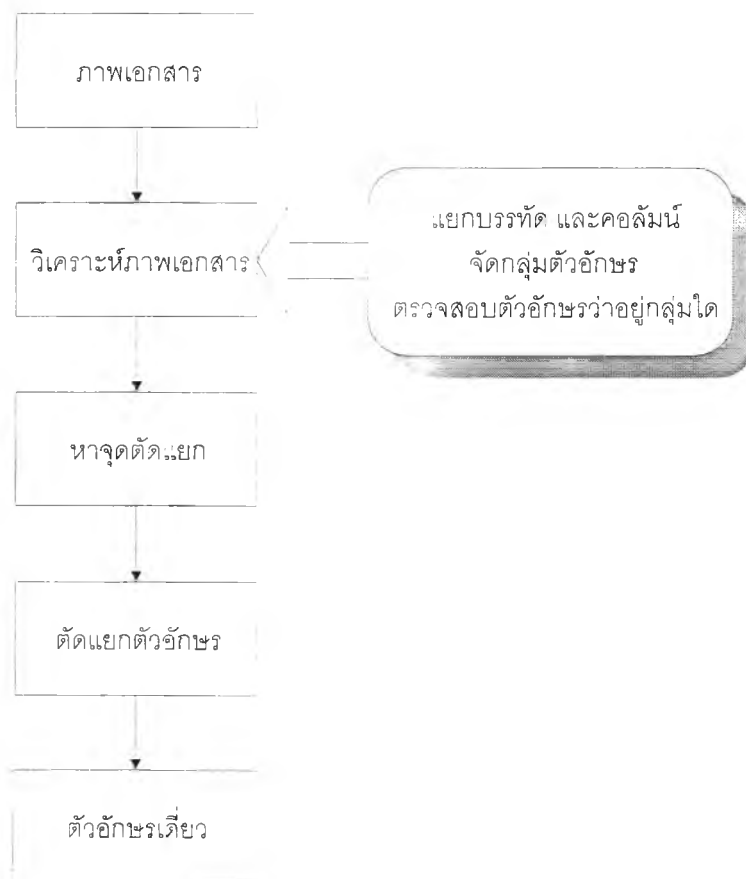 ภาพเอกสาร
วิเคราะห์ภาพเอกสาร
แยกบรรทัด และคอลัมน์
จัดกลุ่มตัวอักษร
ตรวจสอบตัวอักษรว่าอยู่กลุ่มใด
หาจุดตัดแยก
ตัดแยกตัวอักษร
ตัวอักษรเดี่ยว